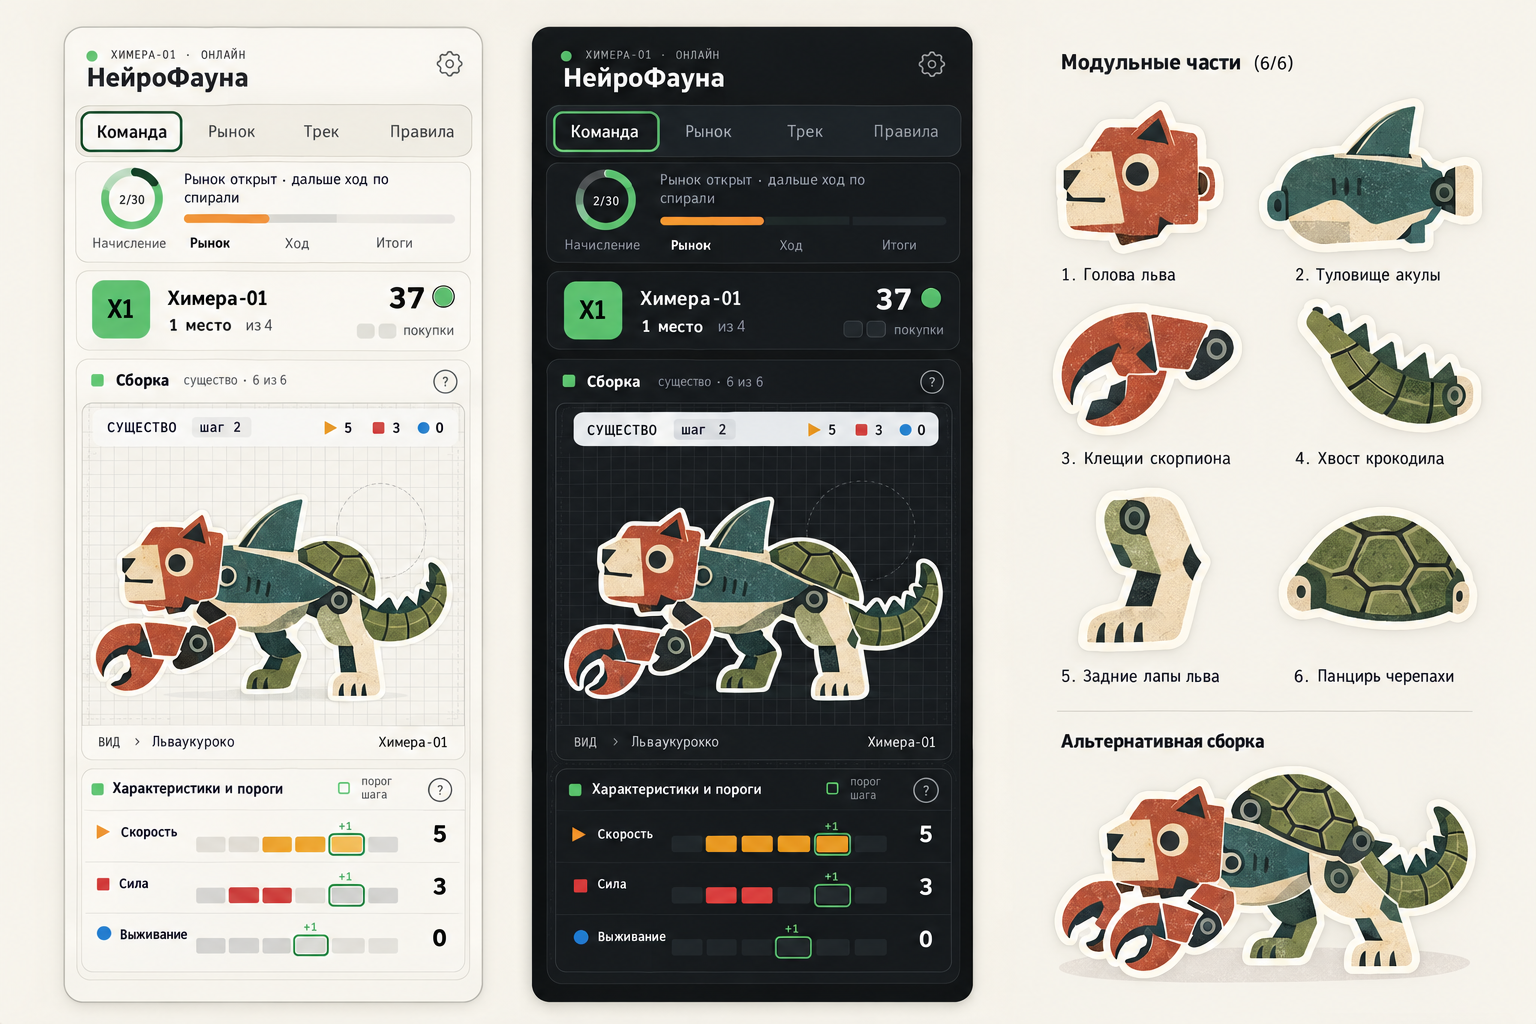 ХИМЕРА-01 · ОНЛАЙН
НейроФауна
Команда Рынок Трек Правила
2/30
Рынок открыт · дальше ход по
спирали
Начисление Рынок Ход Итоги
X1
Химера-01
37
1 место из 4
покупки
Сборка существо · 6 из 6 ?
СУЩЕСТВО шаг 2 5 3 0
ВИД > Льваукуроко Химера-01
Характеристики и пороги
порог
шага
?
+1
Скорость 5
+1
Сила 3
+1
Выживание 0
ХИМЕРА-01 · ОНЛАЙН
НейроФауна
Команда Рынок Трек Правила
2/30
Рынок открыт · дальше ход по
спирали
Начисление Рынок Ход Итоги
X1
Химера-01
37
1 место из 4
покупки
Сборка существо · 6 из 6 ?
СУЩЕСТВО шаг 2 5 3 0
ВИД > Льваукурокко Химера-01
Характеристики и пороги
порог
шага
?
+1
Скорость 5
+1
Сила 3
+1
Выживание 0
Модульные части (6/6)
1. Голова льва
2. Туловище акулы
3. Клещии скорпиона
4. Хвост крокодила
5. Задние лапы льва
6. Панцирь черепахи
Альтернативная сборка